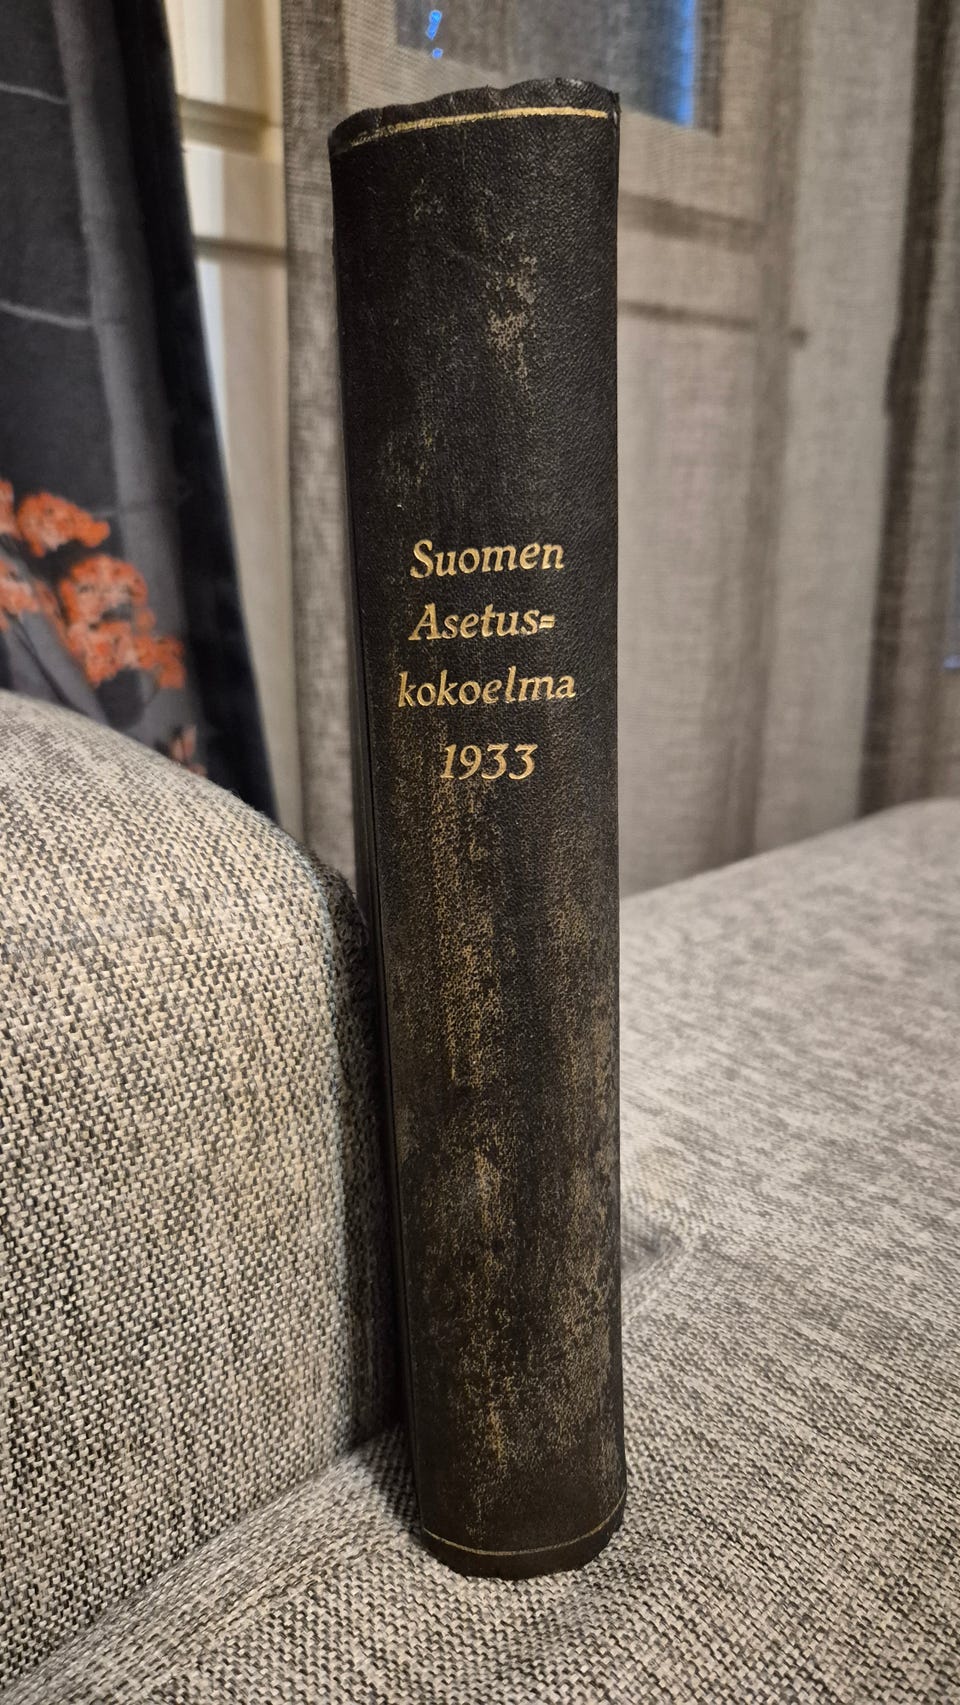 Suomen
Asetus=
kokoelma
1933